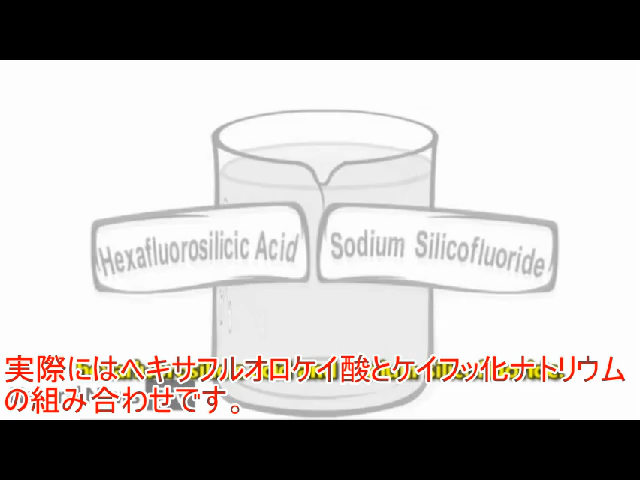 Hexafluorosilicic Acid
Sodium Silicofluoride
実際にはヘキサフルオロケイ酸とケイフッ化ナトリウム
の組み合わせです。